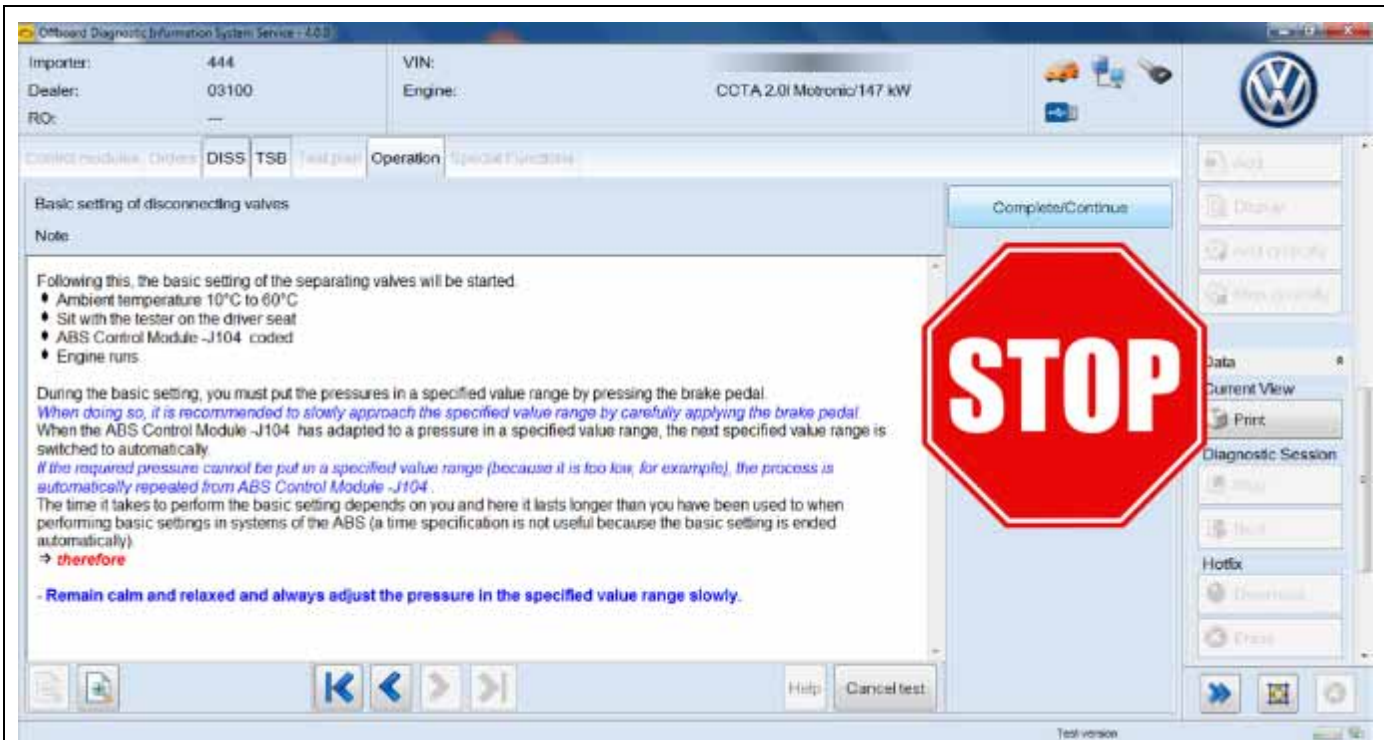 Offboard Diagnostic Information System Service - 4.0.0
Importer: 444 VIN:
Dealer: 03100 Engine: CCTA 2.0l Motronic/147 kW
RO: ---
Control modules Orders DISS TSB Test plan Operation Special Functions
Basic setting of disconnecting valves
Note
Complete/Continue
Following this, the basic setting of the separating valves will be started.
Ambient temperature 10°C to 60°C
Sit with the tester on the driver seat
ABS Control Module -J104 coded
Engine runs
During the basic setting, you must put the pressures in a specified value range by pressing the brake pedal.
When doing so, it is recommended to slowly approach the specified value range by carefully applying the brake pedal.
When the ABS Control Module -J104 has adapted to a pressure in a specified value range, the next specified value range is
switched to automatically.
If the required pressure cannot be put in a specified value range (because it is too low, for example), the process is
automatically repeated from ABS Control Module -J104 .
The time it takes to perform the basic setting depends on you and here it lasts longer than you have been used to when
performing basic settings in systems of the ABS (a time specification is not useful because the basic setting is ended
automatically).
⇒ therefore
- Remain calm and relaxed and always adjust the pressure in the specified value range slowly.
STOP
Add
Display
Data
Current View
Print
Diagnostic Session
Hotfix
Download
Erase
Help
Cancel test
Test version